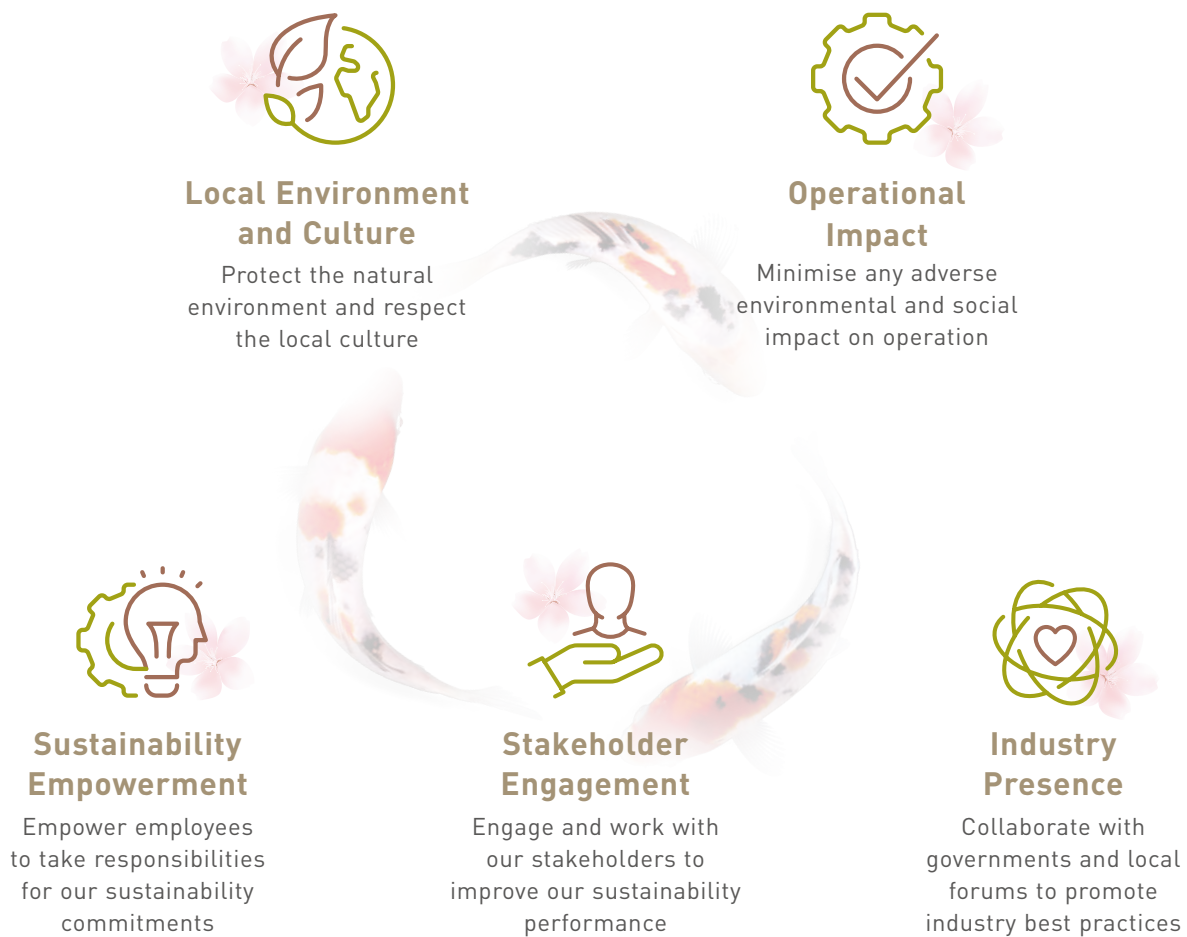 Local Environment
and Culture
Protect the natural
environment and respect
the local culture
Operational
Impact
Minimise any adverse
environmental and social
impact on operation
Sustainability
Empowerment
Empower employees
to take responsibilities
for our sustainability
commitments
Stakeholder
Engagement
Engage and work with
our stakeholders to
improve our sustainability
performance
Industry
Presence
Collaborate with
governments and local
forums to promote
industry best practices